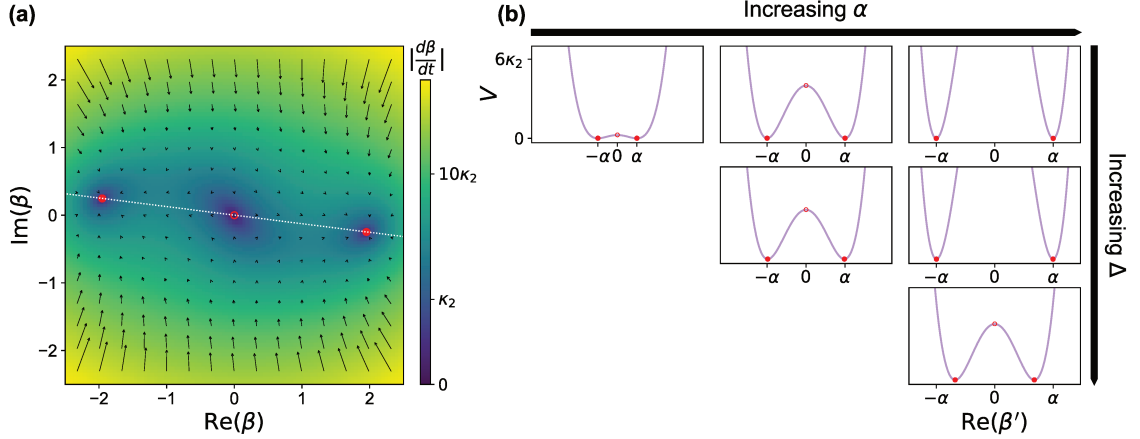 (a)
|dβ/dt|
2
1
0
−1
−2
Im(β)
−2 −1 0 1 2
Re(β)
10κ₂
κ₂
0
(b)
Increasing α
6κ₂
0
V
−α 0 α
−α 0 α
−α 0 α
−α 0 α
−α 0 α
−α 0 α
Re(β′)
Increasing Δ